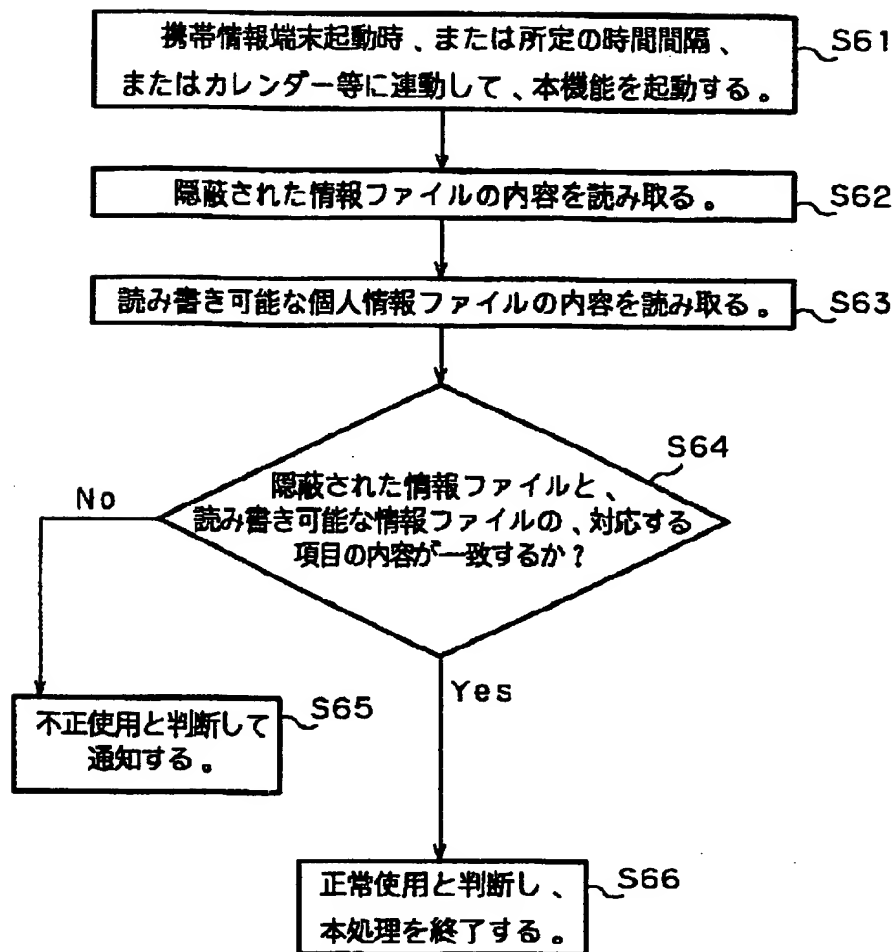 携帯情報端末起動時、または所定の時間間隔、
またはカレンダー等に連動して、本機能を起動する。
S61
隠蔽された情報ファイルの内容を読み取る。
S62
読み書き可能な個人情報ファイルの内容を読み取る。
S63
S64
隠蔽された情報ファイルと、
読み書き可能な情報ファイルの、対応する
項目の内容が一致するか?
No
Yes
不正使用と判断して
通知する。
S65
正常使用と判断し、
本処理を終了する。
S66